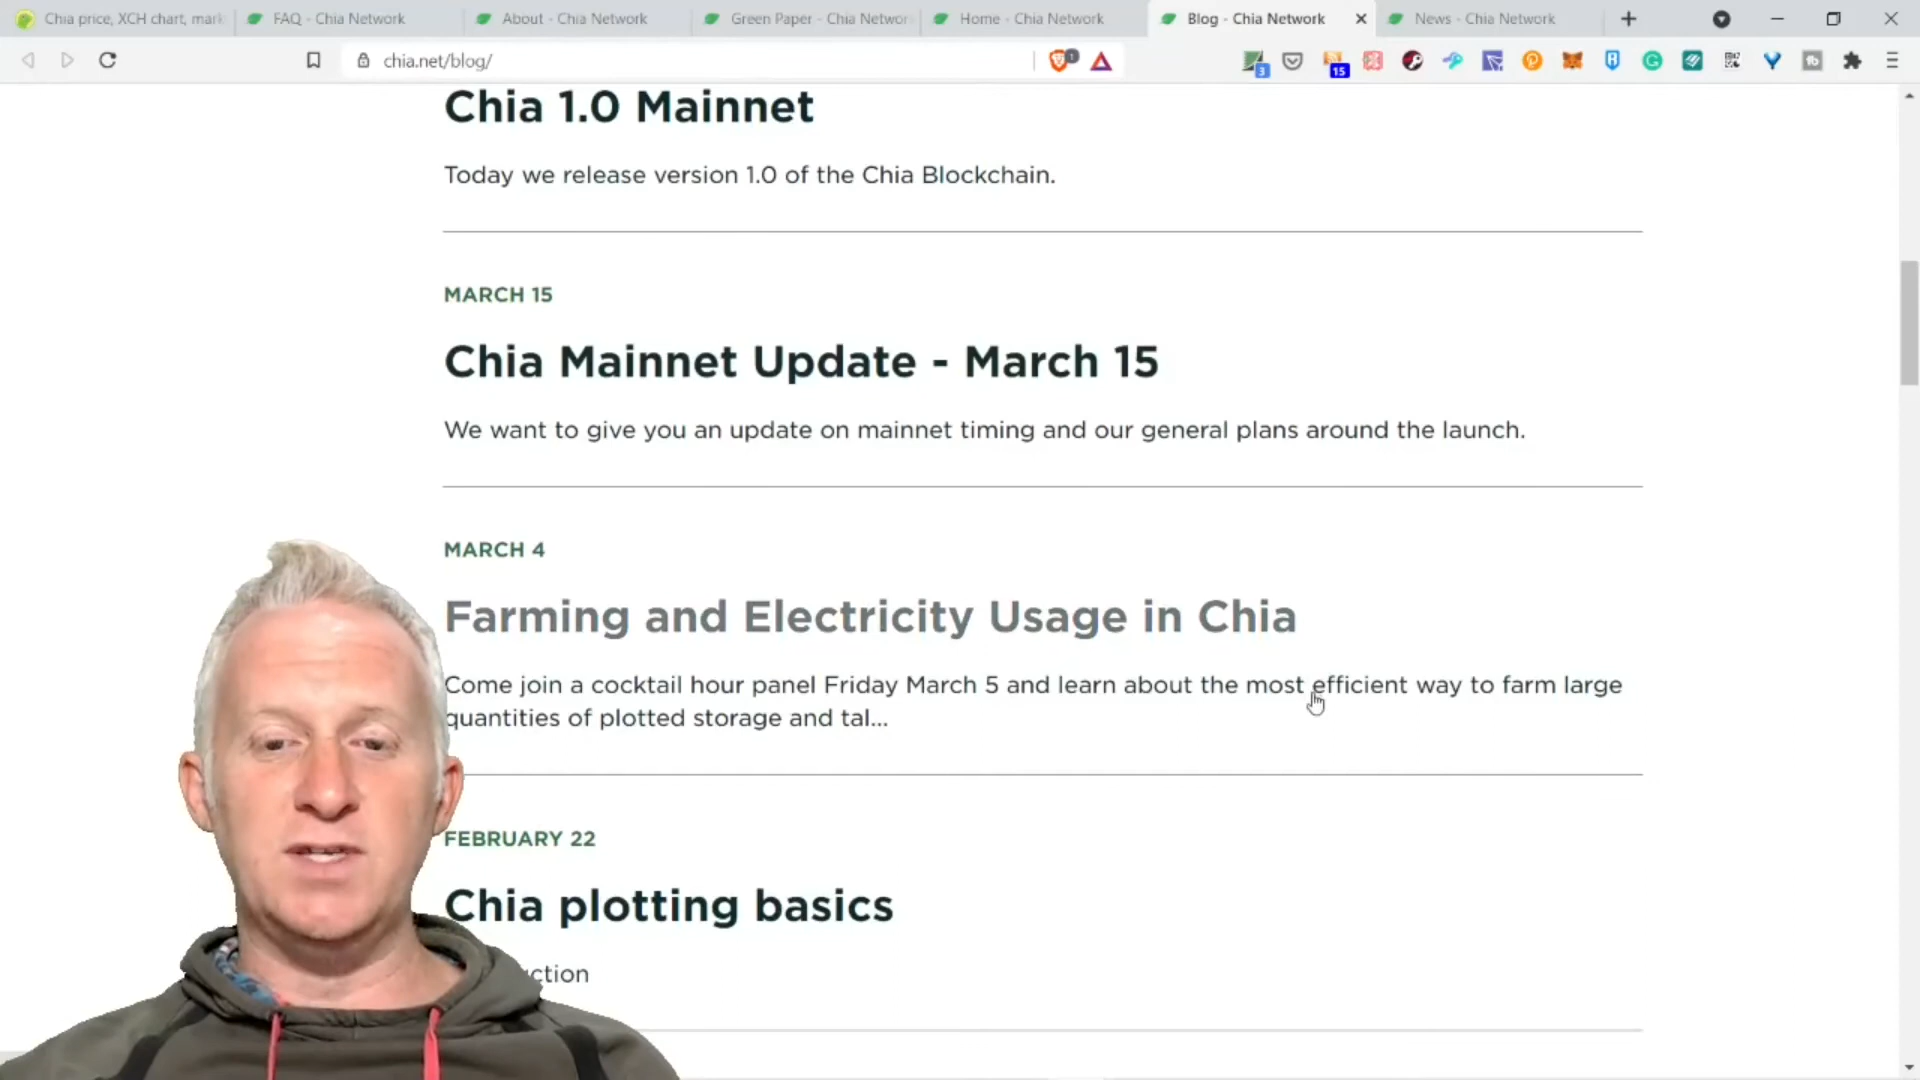 Chia price, XCH chart, mark
FAQ - Chia Network
About - Chia Network
Green Paper - Chia Networ
Home - Chia Network
Blog - Chia Network
News - Chia Network
chia.net/blog/
1
3
15
Chia 1.0 Mainnet
Today we release version 1.0 of the Chia Blockchain.
MARCH 15
Chia Mainnet Update - March 15
We want to give you an update on mainnet timing and our general plans around the launch.
MARCH 4
Farming and Electricity Usage in Chia
Come join a cocktail hour panel Friday March 5 and learn about the most efficient way to farm large
quantities of plotted storage and tal...
FEBRUARY 22
Chia plotting basics
ction